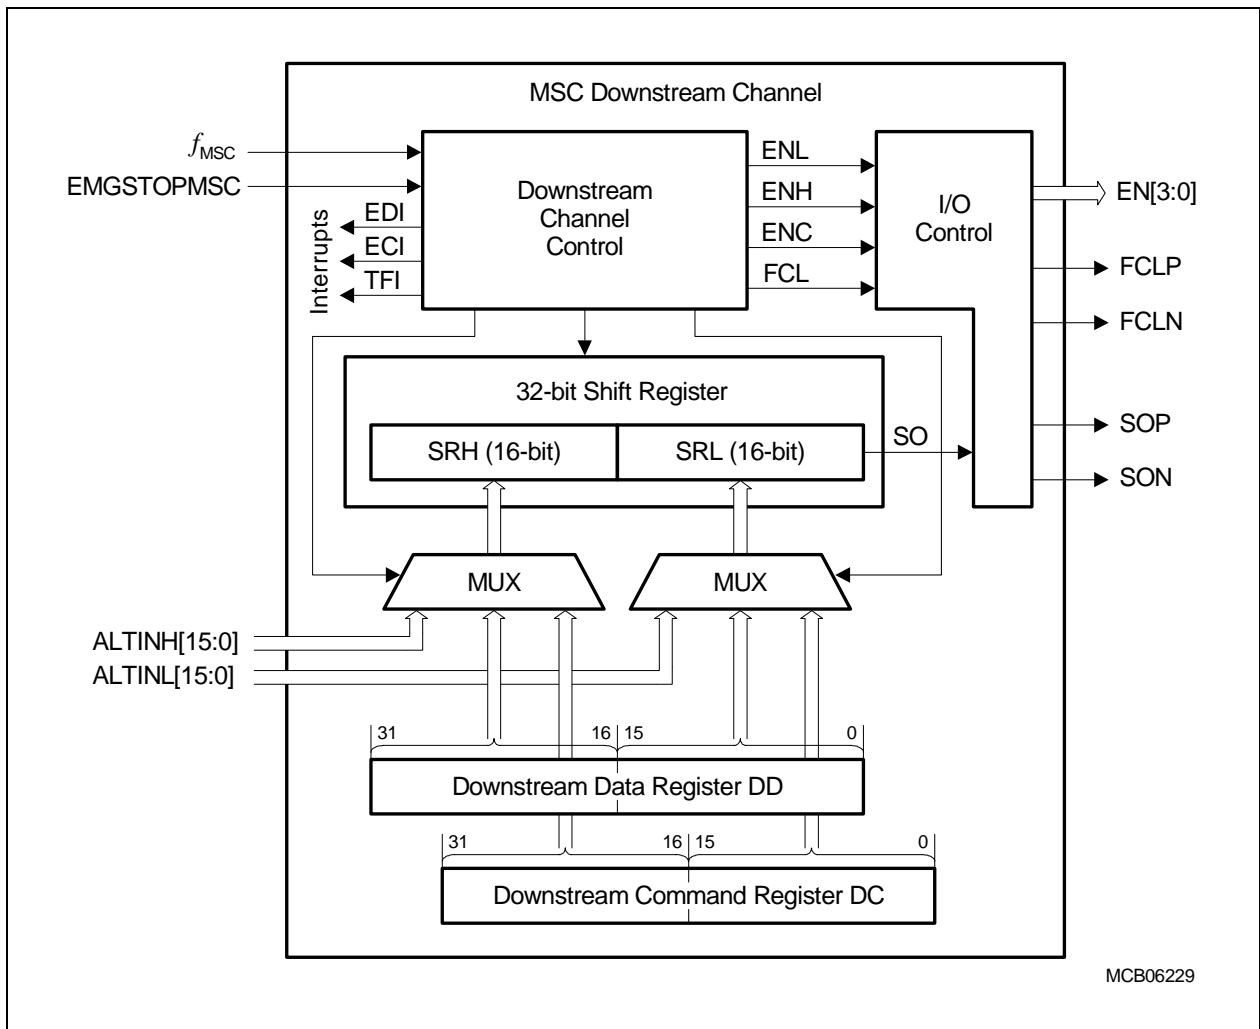 MSC Downstream Channel
fMSC
EMGSTOPMSC
Interrupts
EDI
ECI
TFI
Downstream
Channel
Control
ENL
ENH
ENC
FCL
I/O
Control
EN[3:0]
FCLP
FCLN
SOP
SON
32-bit Shift Register
SRH (16-bit)
SRL (16-bit)
SO
MUX
MUX
ALTINH[15:0]
ALTINL[15:0]
31
16
15
0
Downstream Data Register DD
31
16
15
0
Downstream Command Register DC
MCB06229